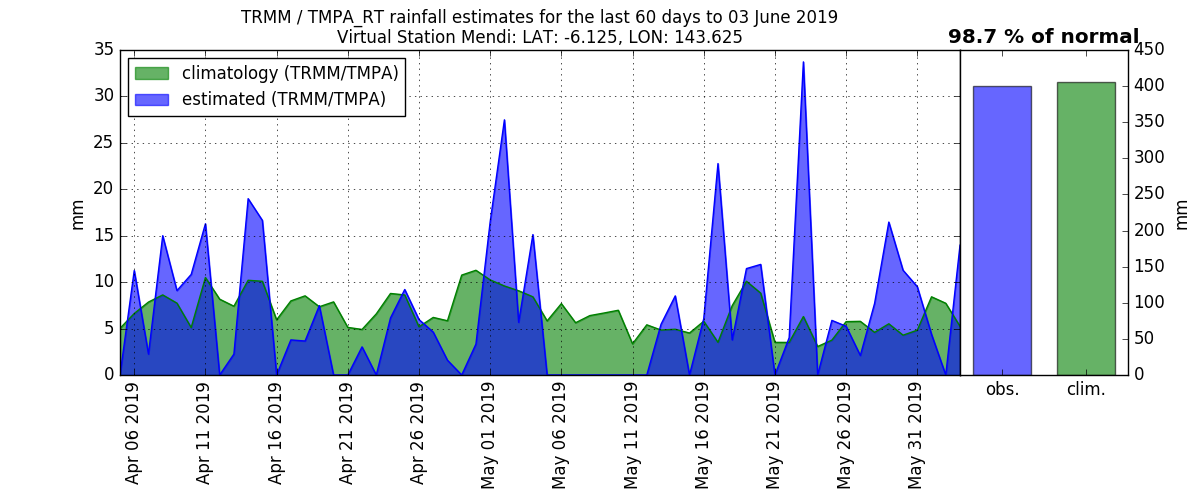 TRMM / TMPA_RT rainfall estimates for the last 60 days to 03 June 2019
Virtual Station Mendi: LAT: -6.125, LON: 143.625
98.7 % of normal
climatology (TRMM/TMPA)
estimated (TRMM/TMPA)
35
30
25
20
15
10
5
0
mm
450
400
350
300
250
200
150
100
50
0
mm
obs.
clim.
Apr 06 2019
Apr 11 2019
Apr 16 2019
Apr 21 2019
Apr 26 2019
May 01 2019
May 06 2019
May 11 2019
May 16 2019
May 21 2019
May 26 2019
May 31 2019